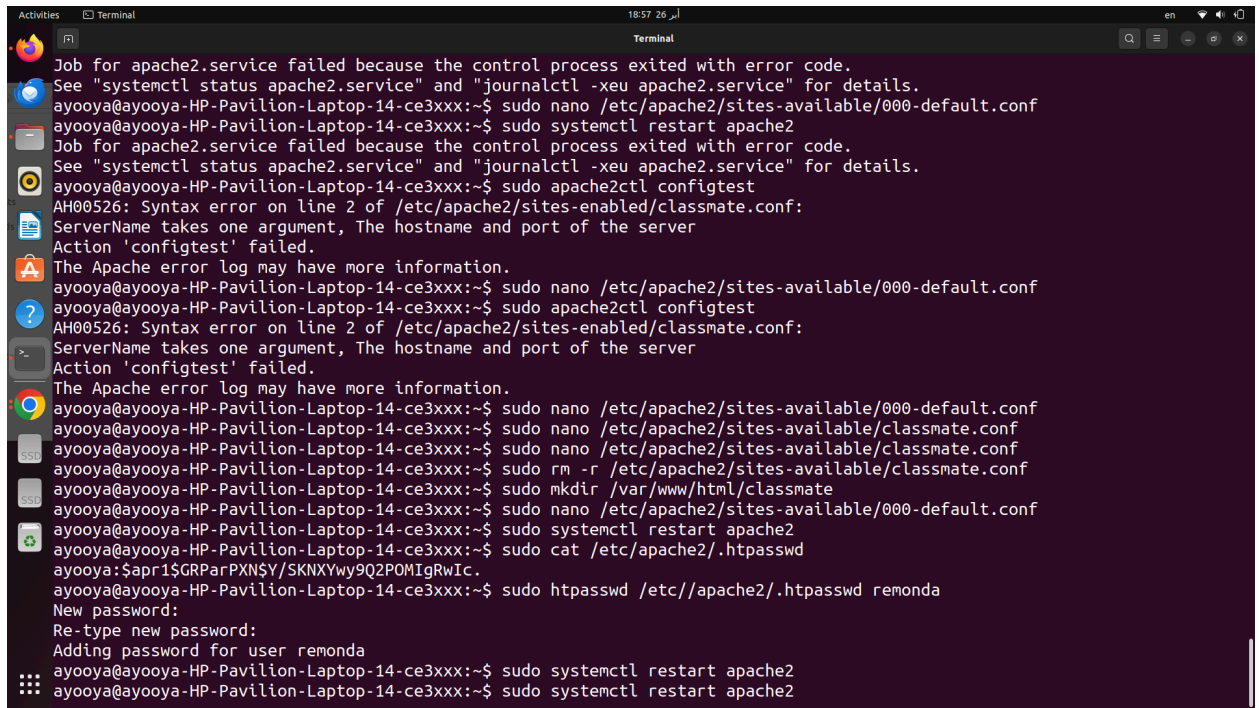 Activities Terminal 18:57 26 أبر en
Terminal
Job for apache2.service failed because the control process exited with error code.
See "systemctl status apache2.service" and "journalctl -xeu apache2.service" for details.
ayooya@ayooya-HP-Pavilion-Laptop-14-ce3xxx:~$ sudo nano /etc/apache2/sites-available/000-default.conf
ayooya@ayooya-HP-Pavilion-Laptop-14-ce3xxx:~$ sudo systemctl restart apache2
Job for apache2.service failed because the control process exited with error code.
See "systemctl status apache2.service" and "journalctl -xeu apache2.service" for details.
ayooya@ayooya-HP-Pavilion-Laptop-14-ce3xxx:~$ sudo apache2ctl configtest
AH00526: Syntax error on line 2 of /etc/apache2/sites-enabled/classmate.conf:
ServerName takes one argument, The hostname and port of the server
Action 'configtest' failed.
The Apache error log may have more information.
ayooya@ayooya-HP-Pavilion-Laptop-14-ce3xxx:~$ sudo nano /etc/apache2/sites-available/000-default.conf
ayooya@ayooya-HP-Pavilion-Laptop-14-ce3xxx:~$ sudo apache2ctl configtest
AH00526: Syntax error on line 2 of /etc/apache2/sites-enabled/classmate.conf:
ServerName takes one argument, The hostname and port of the server
Action 'configtest' failed.
The Apache error log may have more information.
ayooya@ayooya-HP-Pavilion-Laptop-14-ce3xxx:~$ sudo nano /etc/apache2/sites-available/000-default.conf
ayooya@ayooya-HP-Pavilion-Laptop-14-ce3xxx:~$ sudo nano /etc/apache2/sites-available/classmate.conf
ayooya@ayooya-HP-Pavilion-Laptop-14-ce3xxx:~$ sudo nano /etc/apache2/sites-available/classmate.conf
ayooya@ayooya-HP-Pavilion-Laptop-14-ce3xxx:~$ sudo rm -r /etc/apache2/sites-available/classmate.conf
ayooya@ayooya-HP-Pavilion-Laptop-14-ce3xxx:~$ sudo mkdir /var/www/html/classmate
ayooya@ayooya-HP-Pavilion-Laptop-14-ce3xxx:~$ sudo nano /etc/apache2/sites-available/000-default.conf
ayooya@ayooya-HP-Pavilion-Laptop-14-ce3xxx:~$ sudo systemctl restart apache2
ayooya@ayooya-HP-Pavilion-Laptop-14-ce3xxx:~$ sudo cat /etc/apache2/.htpasswd
ayooya:$apr1$GRParPXN$Y/SKNXYwy9Q2POMIgRwIc.
ayooya@ayooya-HP-Pavilion-Laptop-14-ce3xxx:~$ sudo htpasswd /etc//apache2/.htpasswd remonda
New password:
Re-type new password:
Adding password for user remonda
ayooya@ayooya-HP-Pavilion-Laptop-14-ce3xxx:~$ sudo systemctl restart apache2
ayooya@ayooya-HP-Pavilion-Laptop-14-ce3xxx:~$ sudo systemctl restart apache2